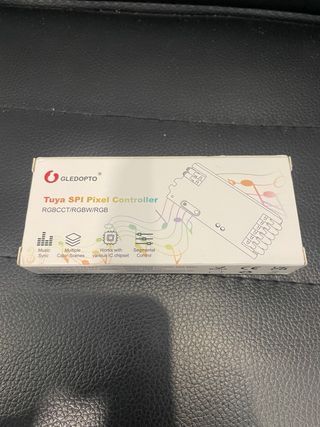 GLEDOPTO®
Tuya SPI Pixel Controller
RGBCCT/RGBW/RGB
Music
Sync
Multiple
Color Scenes
Works with
various IC chipset
Segmented
Control
CE